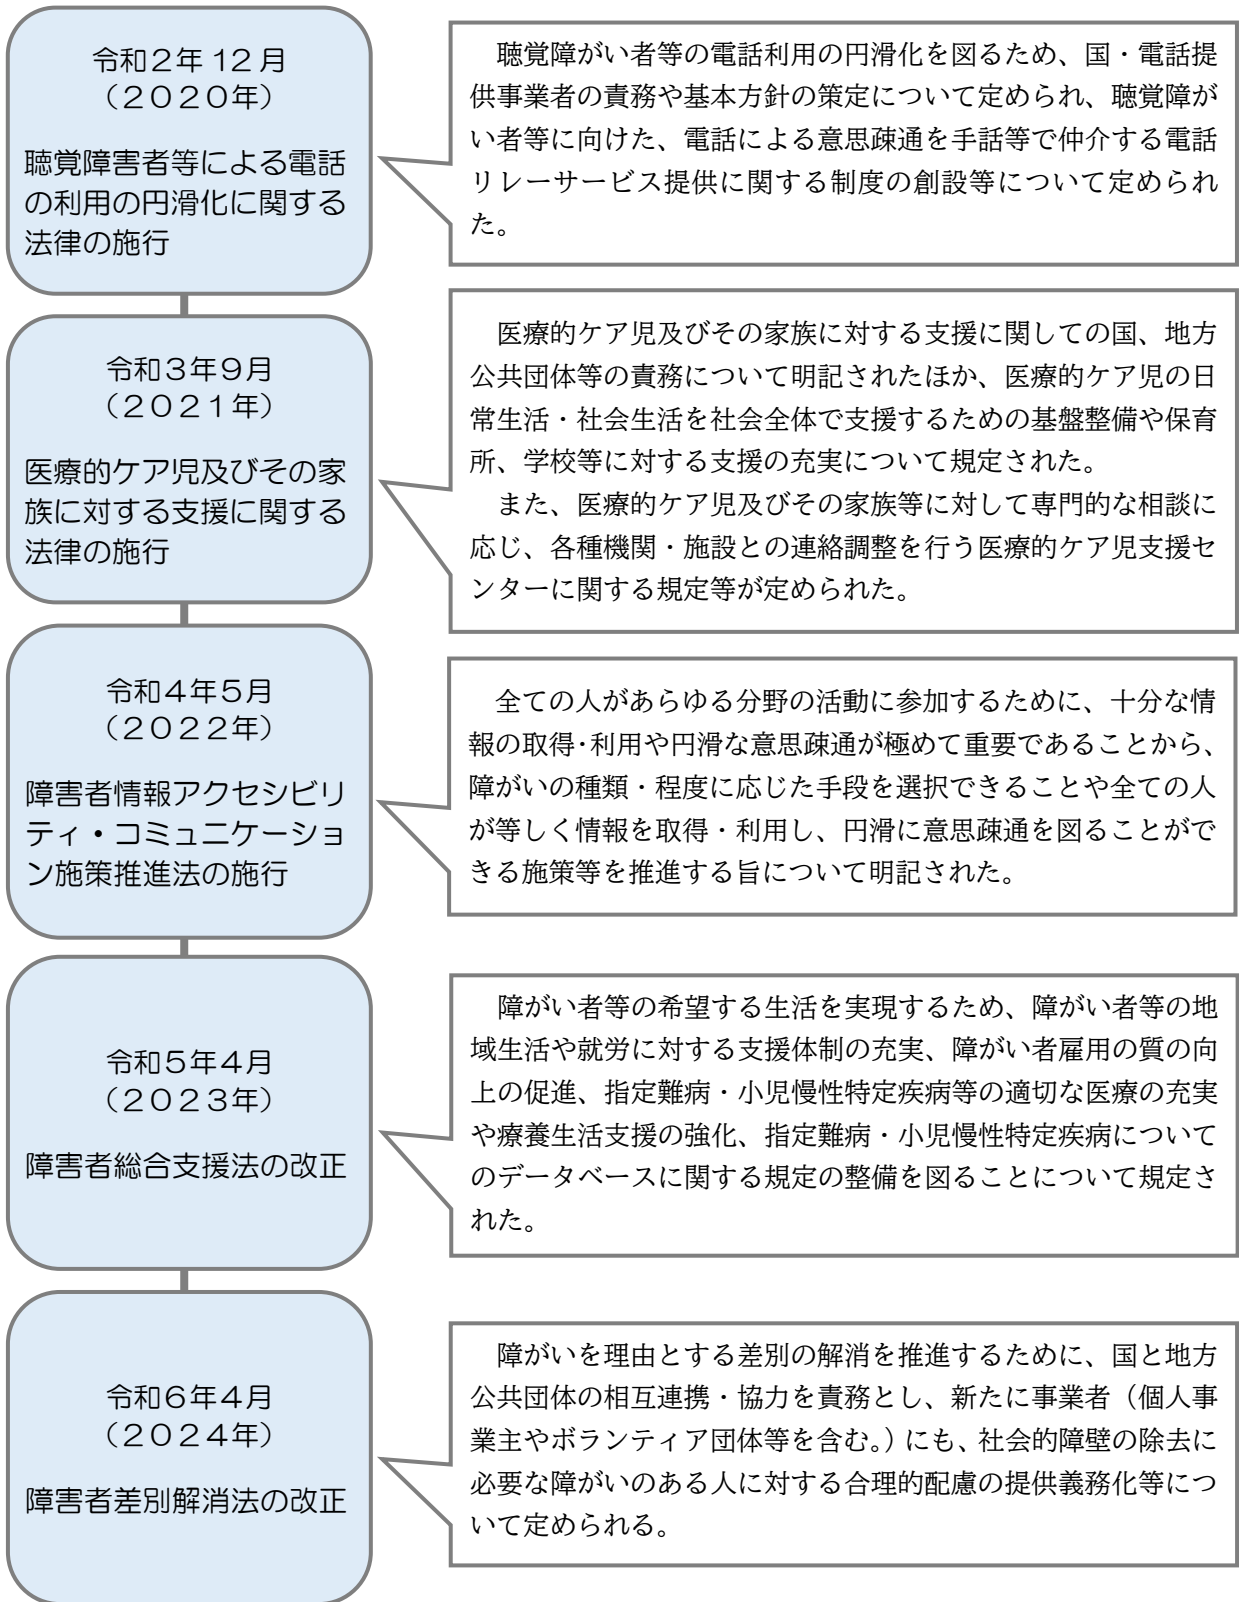 令和２年12月
（２０２０年）
聴覚障害者等による電話
の利用の円滑化に関する
法律の施行
聴覚障がい者等の電話利用の円滑化を図るため、国・電話提
供事業者の責務や基本方針の策定について定められ、聴覚障が
い者等に向けた、電話による意思疎通を手話等で仲介する電話
リレーサービス提供に関する制度の創設等について定められ
た。
令和３年９月
（２０２１年）
医療的ケア児及びその家
族に対する支援に関する
法律の施行
医療的ケア児及びその家族に対する支援に関しての国、地方
公共団体等の責務について明記されたほか、医療的ケア児の日
常生活・社会生活を社会全体で支援するための基盤整備や保育
所、学校等に対する支援の充実について規定された。
また、医療的ケア児及びその家族等に対して専門的な相談に
応じ、各種機関・施設との連絡調整を行う医療的ケア児支援セ
ンターに関する規定等が定められた。
令和４年５月
（２０２２年）
障害者情報アクセシビリ
ティ・コミュニケーショ
ン施策推進法の施行
全ての人があらゆる分野の活動に参加するために、十分な情
報の取得・利用や円滑な意思疎通が極めて重要であることから、
障がいの種類・程度に応じた手段を選択できることや全ての人
が等しく情報を取得・利用し、円滑に意思疎通を図ることがで
きる施策等を推進する旨について明記された。
令和５年４月
（２０２３年）
障害者総合支援法の改正
障がい者等の希望する生活を実現するため、障がい者等の地
域生活や就労に対する支援体制の充実、障がい者雇用の質の向
上の促進、指定難病・小児慢性特定疾病等の適切な医療の充実
や療養生活支援の強化、指定難病・小児慢性特定疾病について
のデータベースに関する規定の整備を図ることについて規定さ
れた。
令和６年４月
（２０２４年）
障害者差別解消法の改正
障がいを理由とする差別の解消を推進するために、国と地方
公共団体の相互連携・協力を責務とし、新たに事業者（個人事
業主やボランティア団体等を含む。）にも、社会的障壁の除去に
必要な障がいのある人に対する合理的配慮の提供義務化等につ
いて定められる。